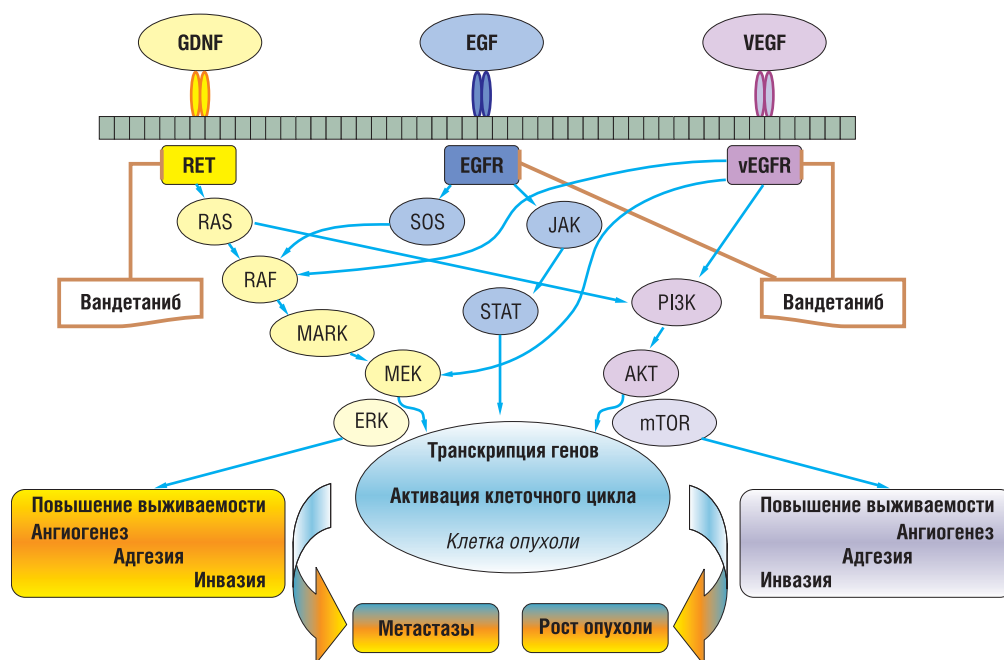 GDNF
EGF
VEGF
RET
EGFR
vEGFR
RAS
SOS
JAK
RAF
Вандетаниб
STAT
PI3K
Вандетаниб
MARK
MEK
AKT
ERK
mTOR
Транскрипция генов
Активация клеточного цикла
Клетка опухоли
Повышение выживаемости
Ангиогенез
Адгезия
Инвазия
Повышение выживаемости
Ангиогенез
Адгезия
Инвазия
Метастазы
Рост опухоли